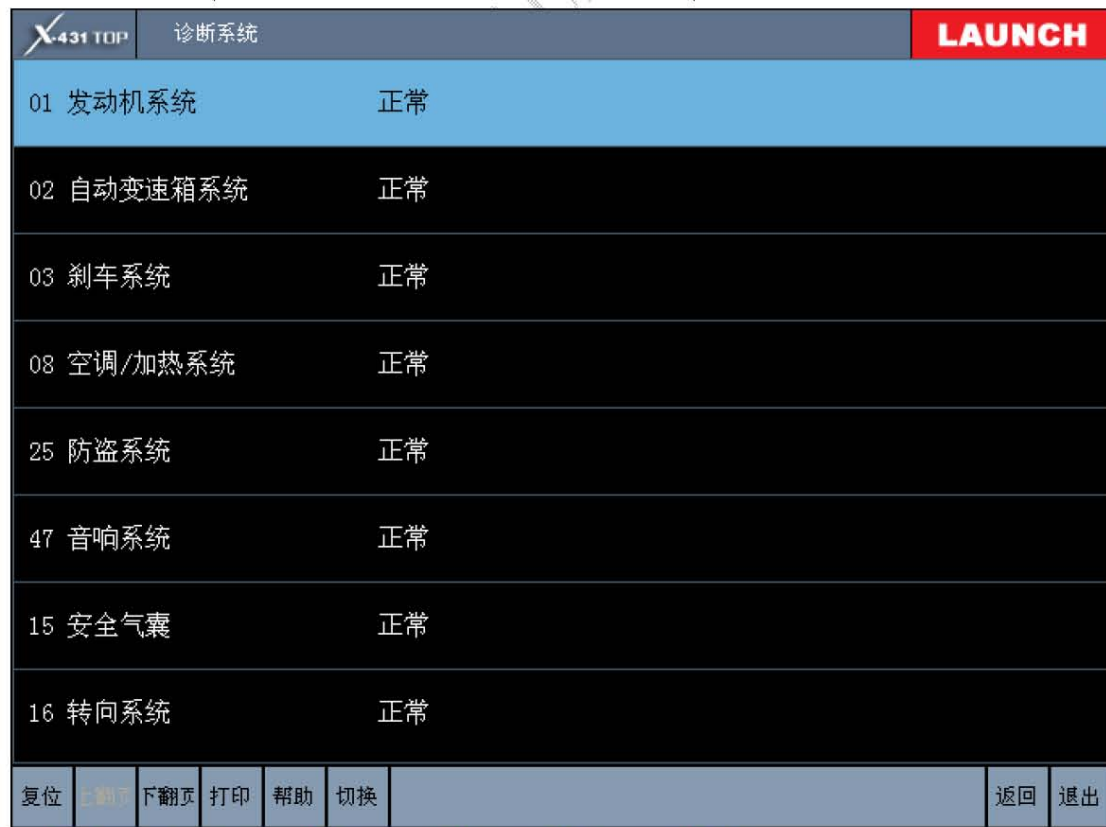 X-431 TOP 诊断系统 LAUNCH
01 发动机系统 正常
02 自动变速箱系统 正常
03 刹车系统 正常
08 空调/加热系统 正常
25 防盗系统 正常
47 音响系统 正常
15 安全气囊 正常
16 转向系统 正常
复位 上翻页 下翻页 打印 帮助 切换 返回 退出